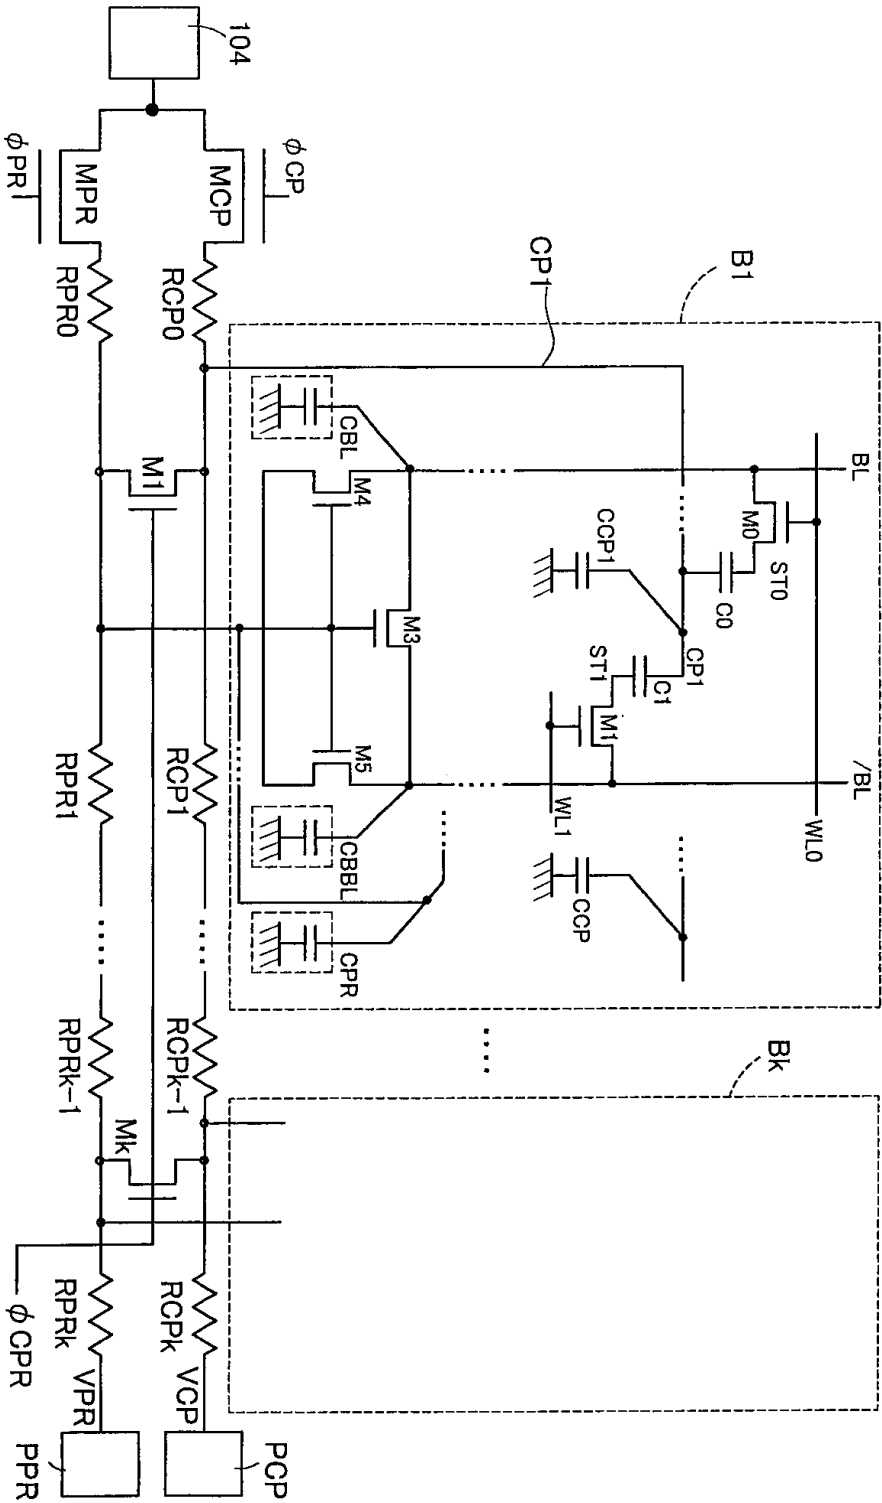 104
φCP
φPR
MCP
MPR
RCP0
RPR0
CP1
B1
BL
M0
ST0
WL0
C0
CCP1
CP1
C1
ST1
M1
WL1
/BL
CCP
CBL
M4
M3
M5
CBBL
CPR
M1
RCP1
RPR1
RCPk-1
RPRk-1
Bk
Mk
RCPk
RPRk
φCPR
VCP
VPR
PCP
PPR